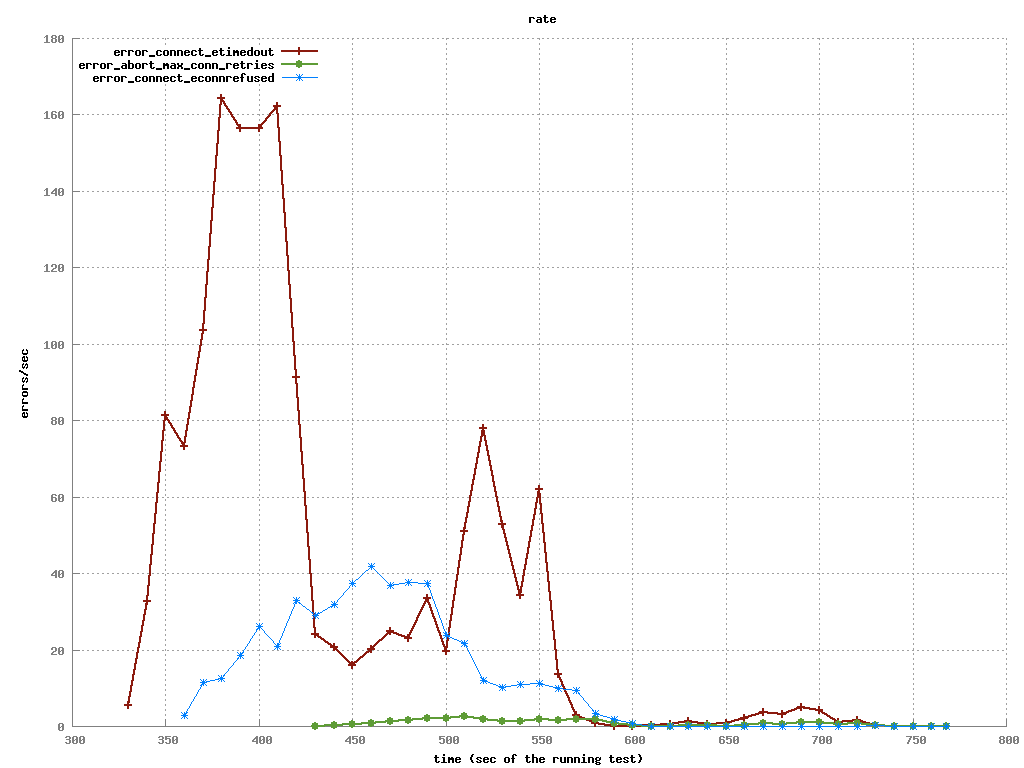 rate
180
160
140
120
100
80
60
40
20
0
error_connect_etimedout
error_abort_max_conn_retries
error_connect_econnrefused
errors/sec
300 350 400 450 500 550 600 650 700 750 800
time (sec of the running test)